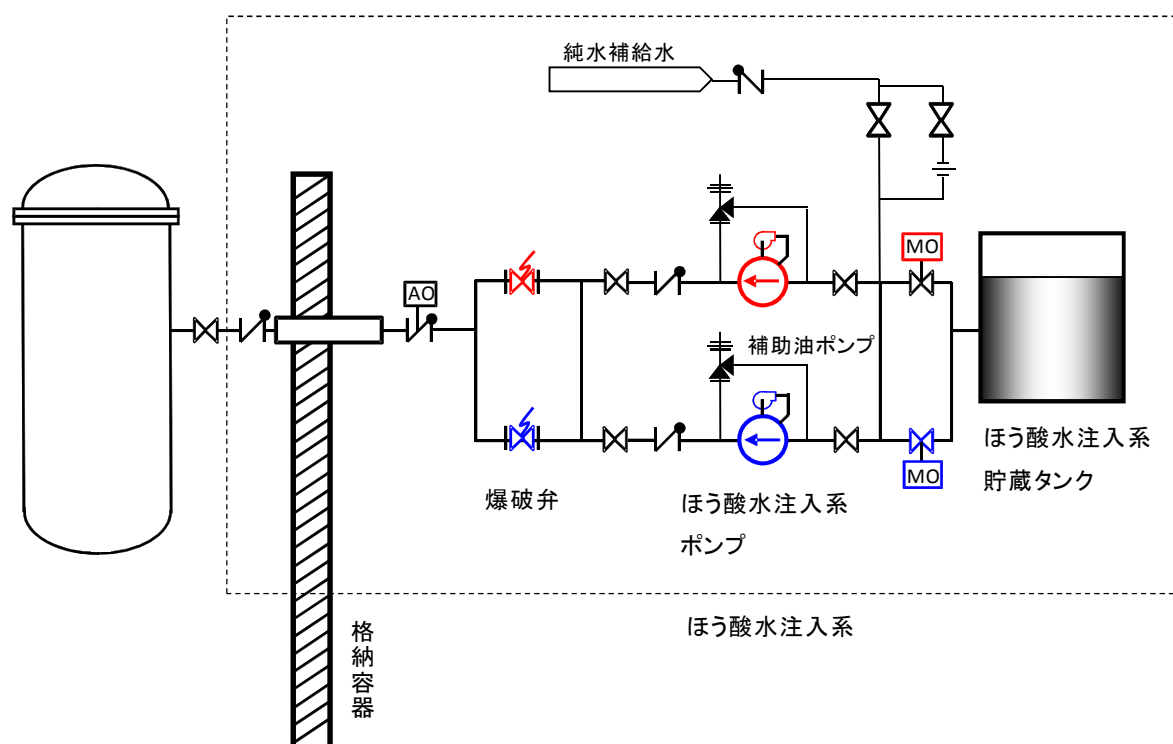 純水補給水
MO
AO
補助油ポンプ
MO
ほう酸水注入系
貯蔵タンク
爆破弁
ほう酸水注入系
ポンプ
ほう酸水注入系
格納容器